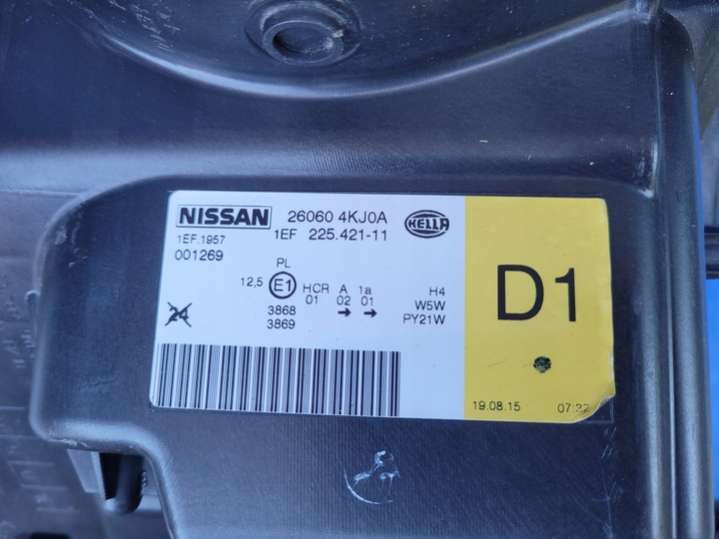 NISSAN 26060 4KJ0A HELLA
1EF.1957 1EF 225.421-11
001269
PL
12,5 E1 HCR A 1a H4
01 02 01 W5W
24 3868 → → PY21W
3869
D1
19.08.15 07:22